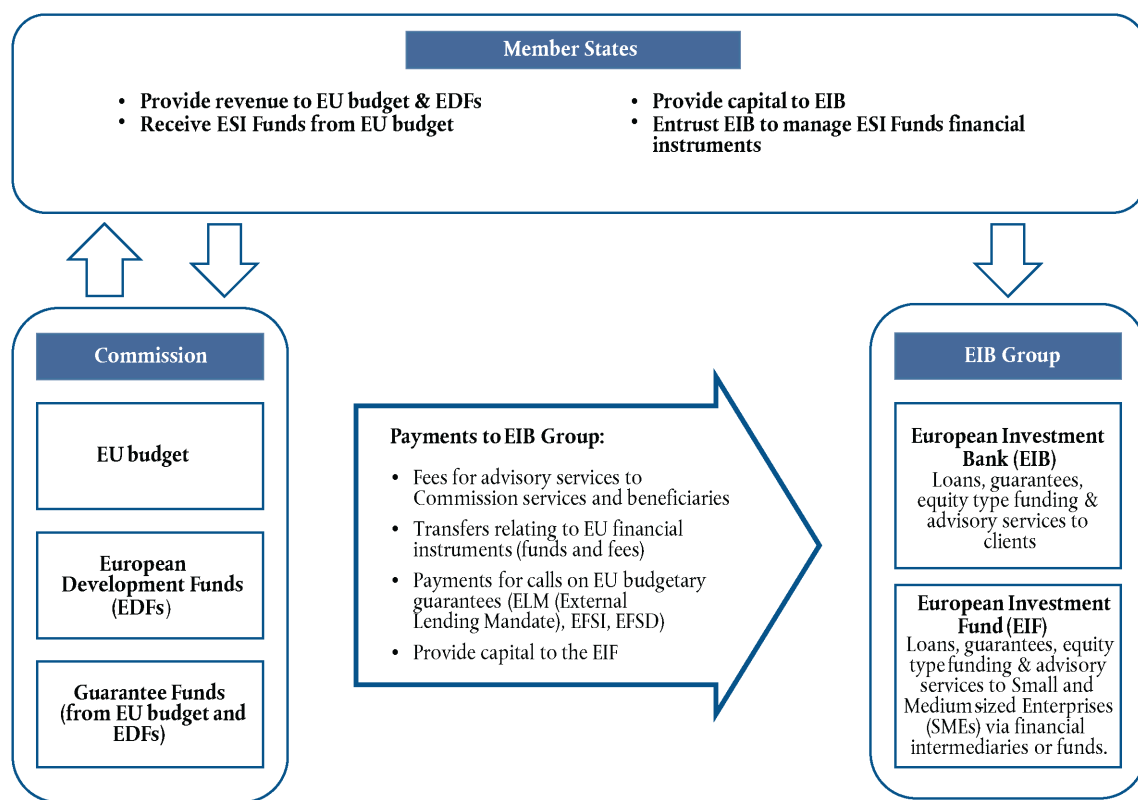 Member States
• Provide revenue to EU budget & EDFs
• Receive ESI Funds from EU budget
• Provide capital to EIB
• Entrust EIB to manage ESI Funds financial
instruments
Commission
EU budget
European
Development Funds
(EDFs)
Guarantee Funds
(from EU budget and
EDFs)
Payments to EIB Group:
• Fees for advisory services to
Commission services and beneficiaries
• Transfers relating to EU financial
instruments (funds and fees)
• Payments for calls on EU budgetary
guarantees (ELM (External
Lending Mandate), EFSI, EFSD)
• Provide capital to the EIF
EIB Group
European Investment
Bank (EIB)
Loans, guarantees,
equity type funding &
advisory services to
clients
European Investment
Fund (EIF)
Loans, guarantees, equity
type funding & advisory
services to Small and
Medium-sized Enterprises
(SMEs) via financial
intermediaries or funds.